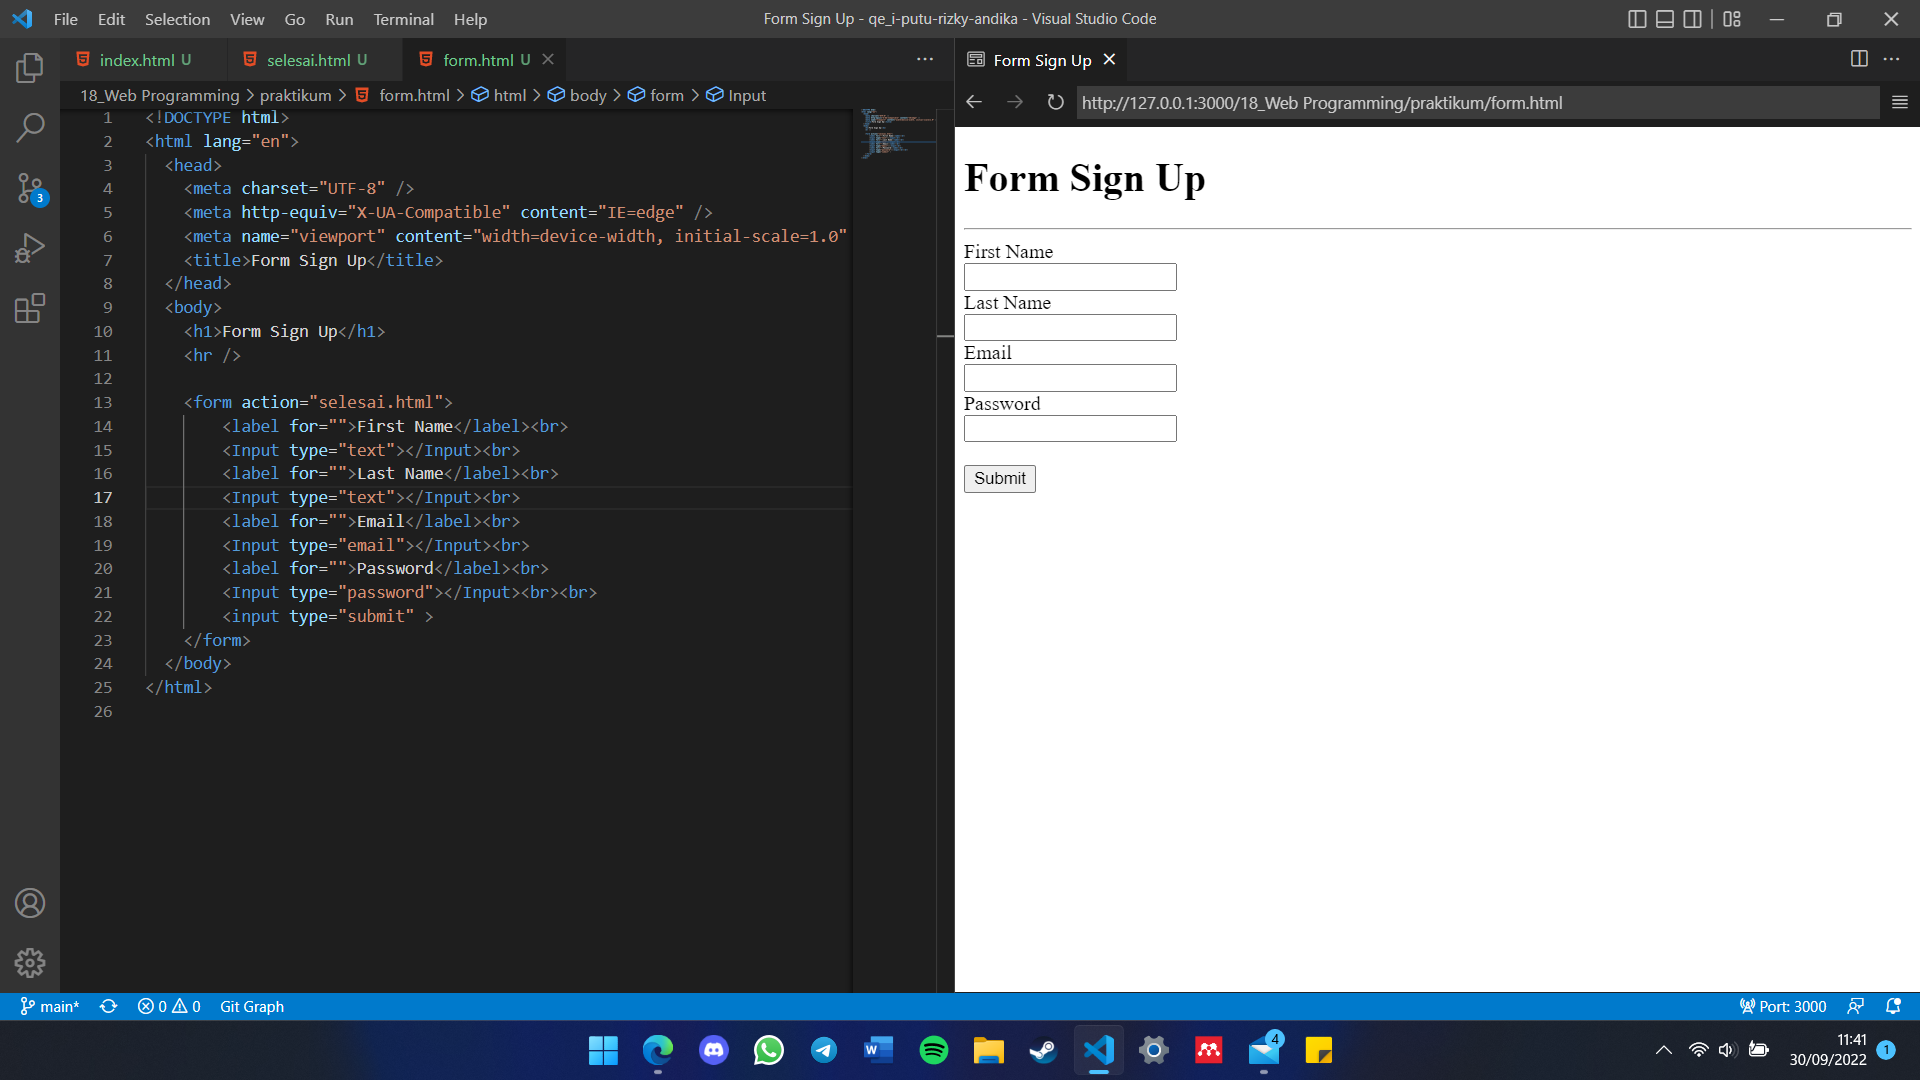 File Edit Selection View Go Run Terminal Help
Form Sign Up - qe_i-putu-rizky-andika - Visual Studio Code
index.html U
selesai.html U
form.html U
18_Web Programming > praktikum > form.html > html > body > form > Input
1 <!DOCTYPE html>
2 <html lang="en">
3 <head>
4 <meta charset="UTF-8" />
5 <meta http-equiv="X-UA-Compatible" content="IE=edge" />
6 <meta name="viewport" content="width=device-width, initial-scale=1.0"
7 <title>Form Sign Up</title>
8 </head>
9 <body>
10 <h1>Form Sign Up</h1>
11 <hr />
12
13 <form action="selesai.html">
14 <label for="">First Name</label><br>
15 <Input type="text"></Input><br>
16 <label for="">Last Name</label><br>
17 <Input type="text"></Input><br>
18 <label for="">Email</label><br>
19 <Input type="email"></Input><br>
20 <label for="">Password</label><br>
21 <Input type="password"></Input><br><br>
22 <input type="submit" >
23 </form>
24 </body>
25 </html>
26
Form Sign Up
http://127.0.0.1:3000/18_Web Programming/praktikum/form.html
Form Sign Up
First Name
Last Name
Email
Password
Submit
3
main*
0 0
Git Graph
Port: 3000
W
4
11:41
30/09/2022
1